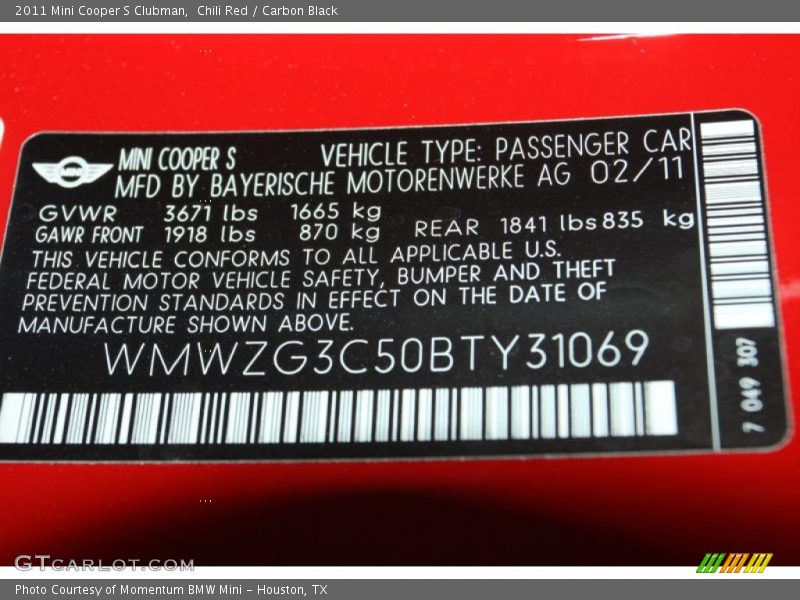 2011 Mini Cooper S Clubman,  Chili Red / Carbon Black
MINI
MINI COOPER S VEHICLE TYPE: PASSENGER CAR
MFD BY BAYERISCHE MOTORENWERKE AG 02/11
GVWR 3671 lbs 1665 kg
GAWR FRONT 1918 lbs 870 kg REAR 1841 lbs 835 kg
THIS VEHICLE CONFORMS TO ALL APPLICABLE U.S.
FEDERAL MOTOR VEHICLE SAFETY, BUMPER AND THEFT
PREVENTION STANDARDS IN EFFECT ON THE DATE OF
MANUFACTURE SHOWN ABOVE.
WMWZG3C50BTY31069
7 049 307
GTCARLOT.COM
Photo Courtesy of Momentum BMW Mini - Houston, TX